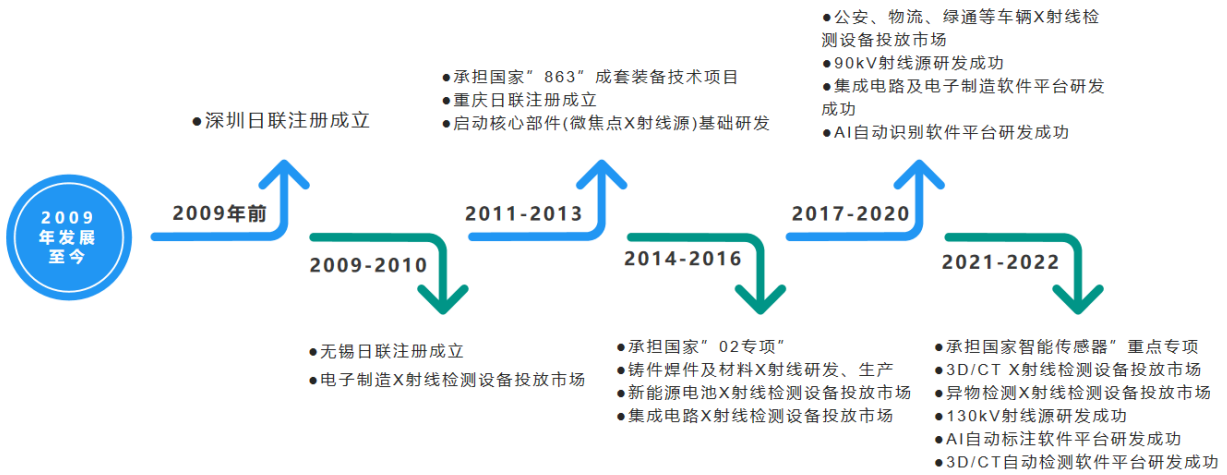 2009
年发展
至今
2009年前
●深圳日联注册成立
2009-2010
●无锡日联注册成立
●电子制造X射线检测设备投放市场
2011-2013
●承担国家”863”成套装备技术项目
●重庆日联注册成立
●启动核心部件(微焦点X射线源)基础研发
2014-2016
●承担国家”02专项”
●铸件焊件及材料X射线研发、生产
●新能源电池X射线检测设备投放市场
●集成电路X射线检测设备投放市场
2017-2020
●公安、物流、绿通等车辆X射线检
测设备投放市场
●90kV射线源研发成功
●集成电路及电子制造软件平台研发
成功
●AI自动识别软件平台研发成功
2021-2022
●承担国家智能传感器”重点专项
●3D/CT X射线检测设备投放市场
●异物检测X射线检测设备投放市场
●130kV射线源研发成功
●AI自动标注软件平台研发成功
●3D/CT自动检测软件平台研发成功